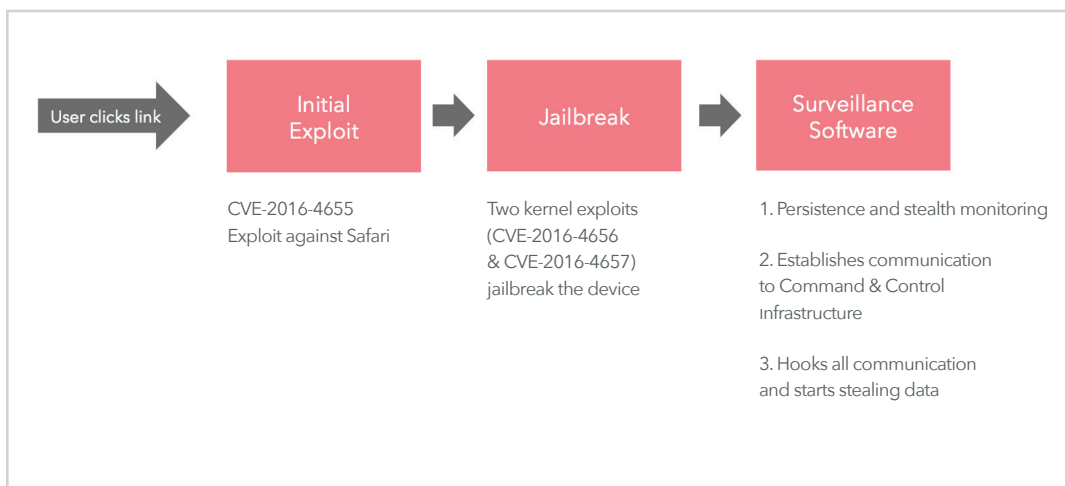 User clicks link
Initial
Exploit
CVE-2016-4655
Exploit against Safari
Jailbreak
Two kernel exploits
(CVE-2016-4656
& CVE-2016-4657)
jailbreak the device
Surveillance
Software
1. Persistence and stealth monitoring
2. Establishes communication
to Command & Control
infrastructure
3. Hooks all communication
and starts stealing data